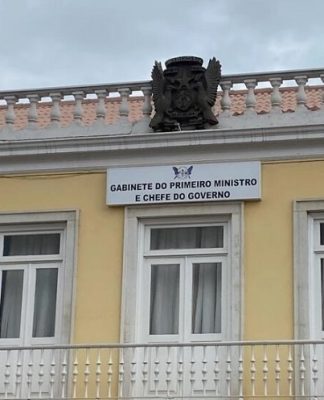 GABINETE DO PRIMEIRO MINISTRO
E CHEFE DO GOVERNO